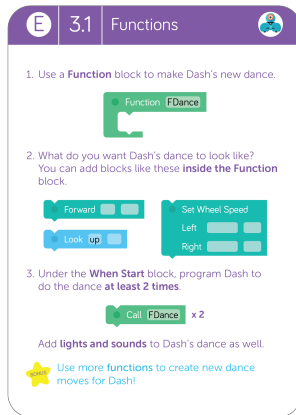 E 3.1 Functions
1. Use a Function block to make Dash's new dance.
Function FDance
2. What do you want Dash's dance to look like?
You can add blocks like these inside the Function
block.
Forward
Look up
Set Wheel Speed
Left
Right
3. Under the When Start block, program Dash to
do the dance at least 2 times.
Call FDance x 2
Add lights and sounds to Dash's dance as well.
BONUS
Use more functions to create new dance
moves for Dash!